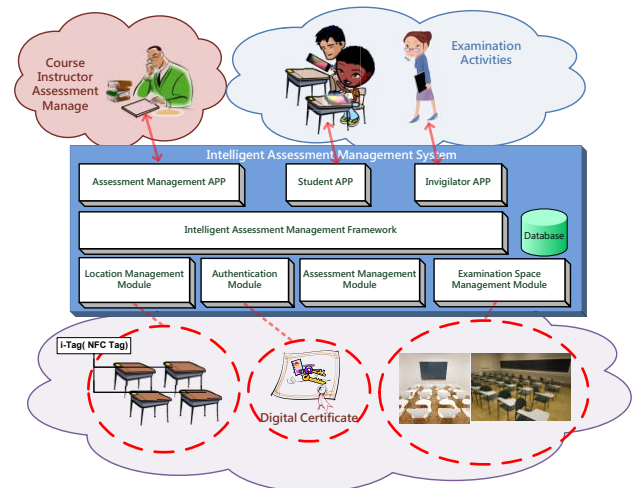 Course
Instructor
Assessment
Manage
Examination
Activities
Intelligent Assessment Management System
Assessment Management APP
Student APP
Invigilator APP
Intelligent Assessment Management Framework
Database
Location Management
Module
Authentication
Module
Assessment Management
Module
Examination Space
Management Module
i-Tag( NFC Tag)
Digital Certificate